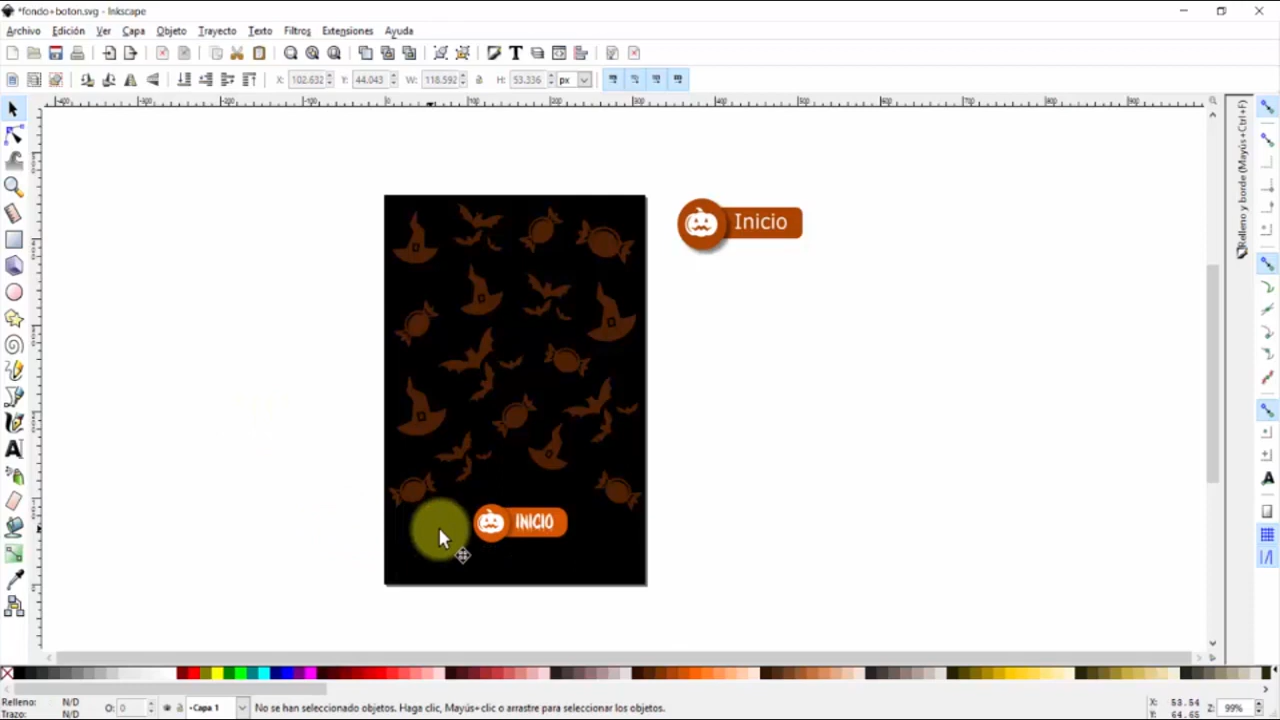 *fondo+boton.svg - Inkscape
Archivo Edición Ver Capa Objeto Trayecto Texto Filtros Extensiones Ayuda
X: 102.632 Y: 44.043 W: 118.592 H: 53.336 px
Inicio
INICIO
Relleno y borde (Mayús+Ctrl+F)
Relleno: N/D
Trazo: N/D
O: 0
Capa 1
No se han seleccionado objetos. Haga clic, Mayús+clic o arrastre para seleccionar los objetos.
X: 53.54
Y: 64.65
Z: 99%